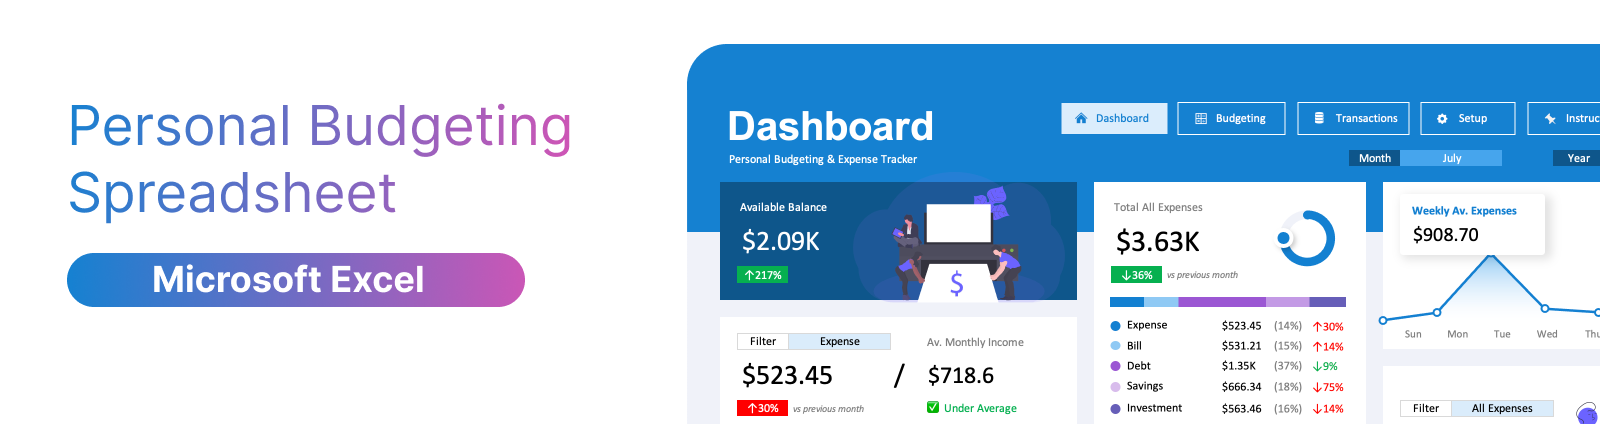 Personal Budgeting
Spreadsheet
Microsoft Excel
Dashboard
Personal Budgeting & Expense Tracker
Dashboard
Budgeting
Transactions
Setup
Month July
Year
Available Balance
$2.09K
↑217%
$
Filter Expense
$523.45
↑30% vs previous month
/
Av. Monthly Income
$718.6
Under Average
Total All Expenses
$3.63K
↓36% vs previous month
Expense $523.45 (14%) ↑30%
Bill $531.21 (15%) ↑14%
Debt $1.35K (37%) ↓9%
Savings $666.34 (18%) ↓75%
Investment $563.46 (16%) ↓14%
Weekly Av. Expenses
$908.70
Sun Mon Tue Wed
Filter All Expenses